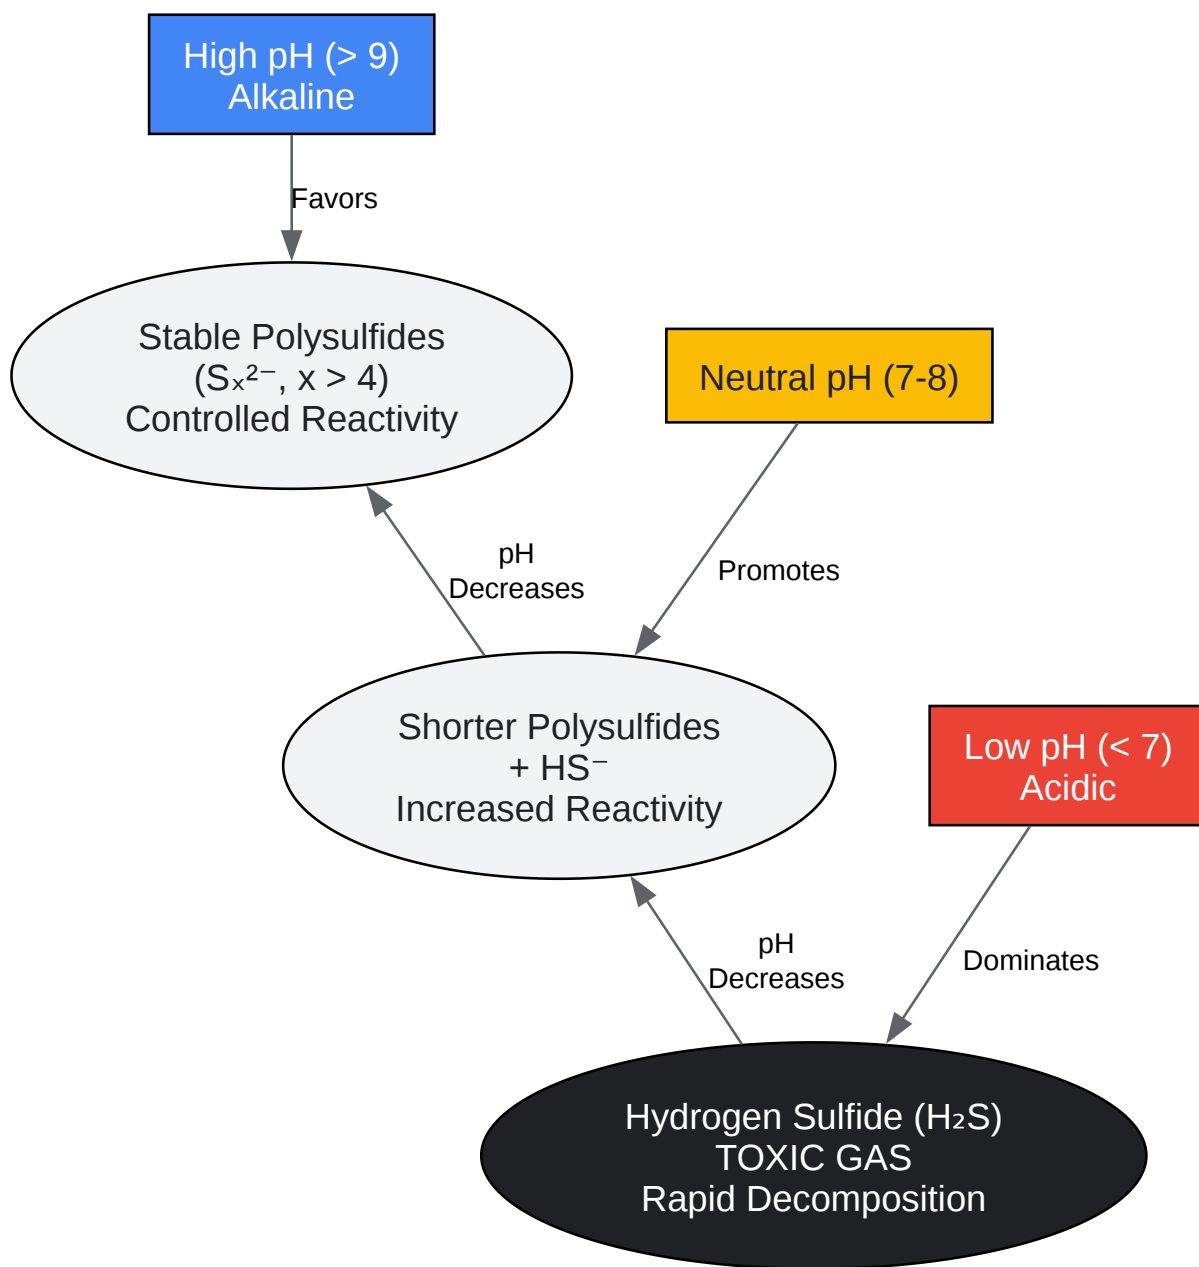 High pH (> 9)
Alkaline
Favors
Stable Polysulfides
(Sₓ²⁻, x > 4)
Controlled Reactivity
Neutral pH (7-8)
pH
Decreases
Promotes
Shorter Polysulfides
+ HS⁻
Increased Reactivity
Low pH (< 7)
Acidic
pH
Decreases
Dominates
Hydrogen Sulfide (H₂S)
TOXIC GAS
Rapid Decomposition